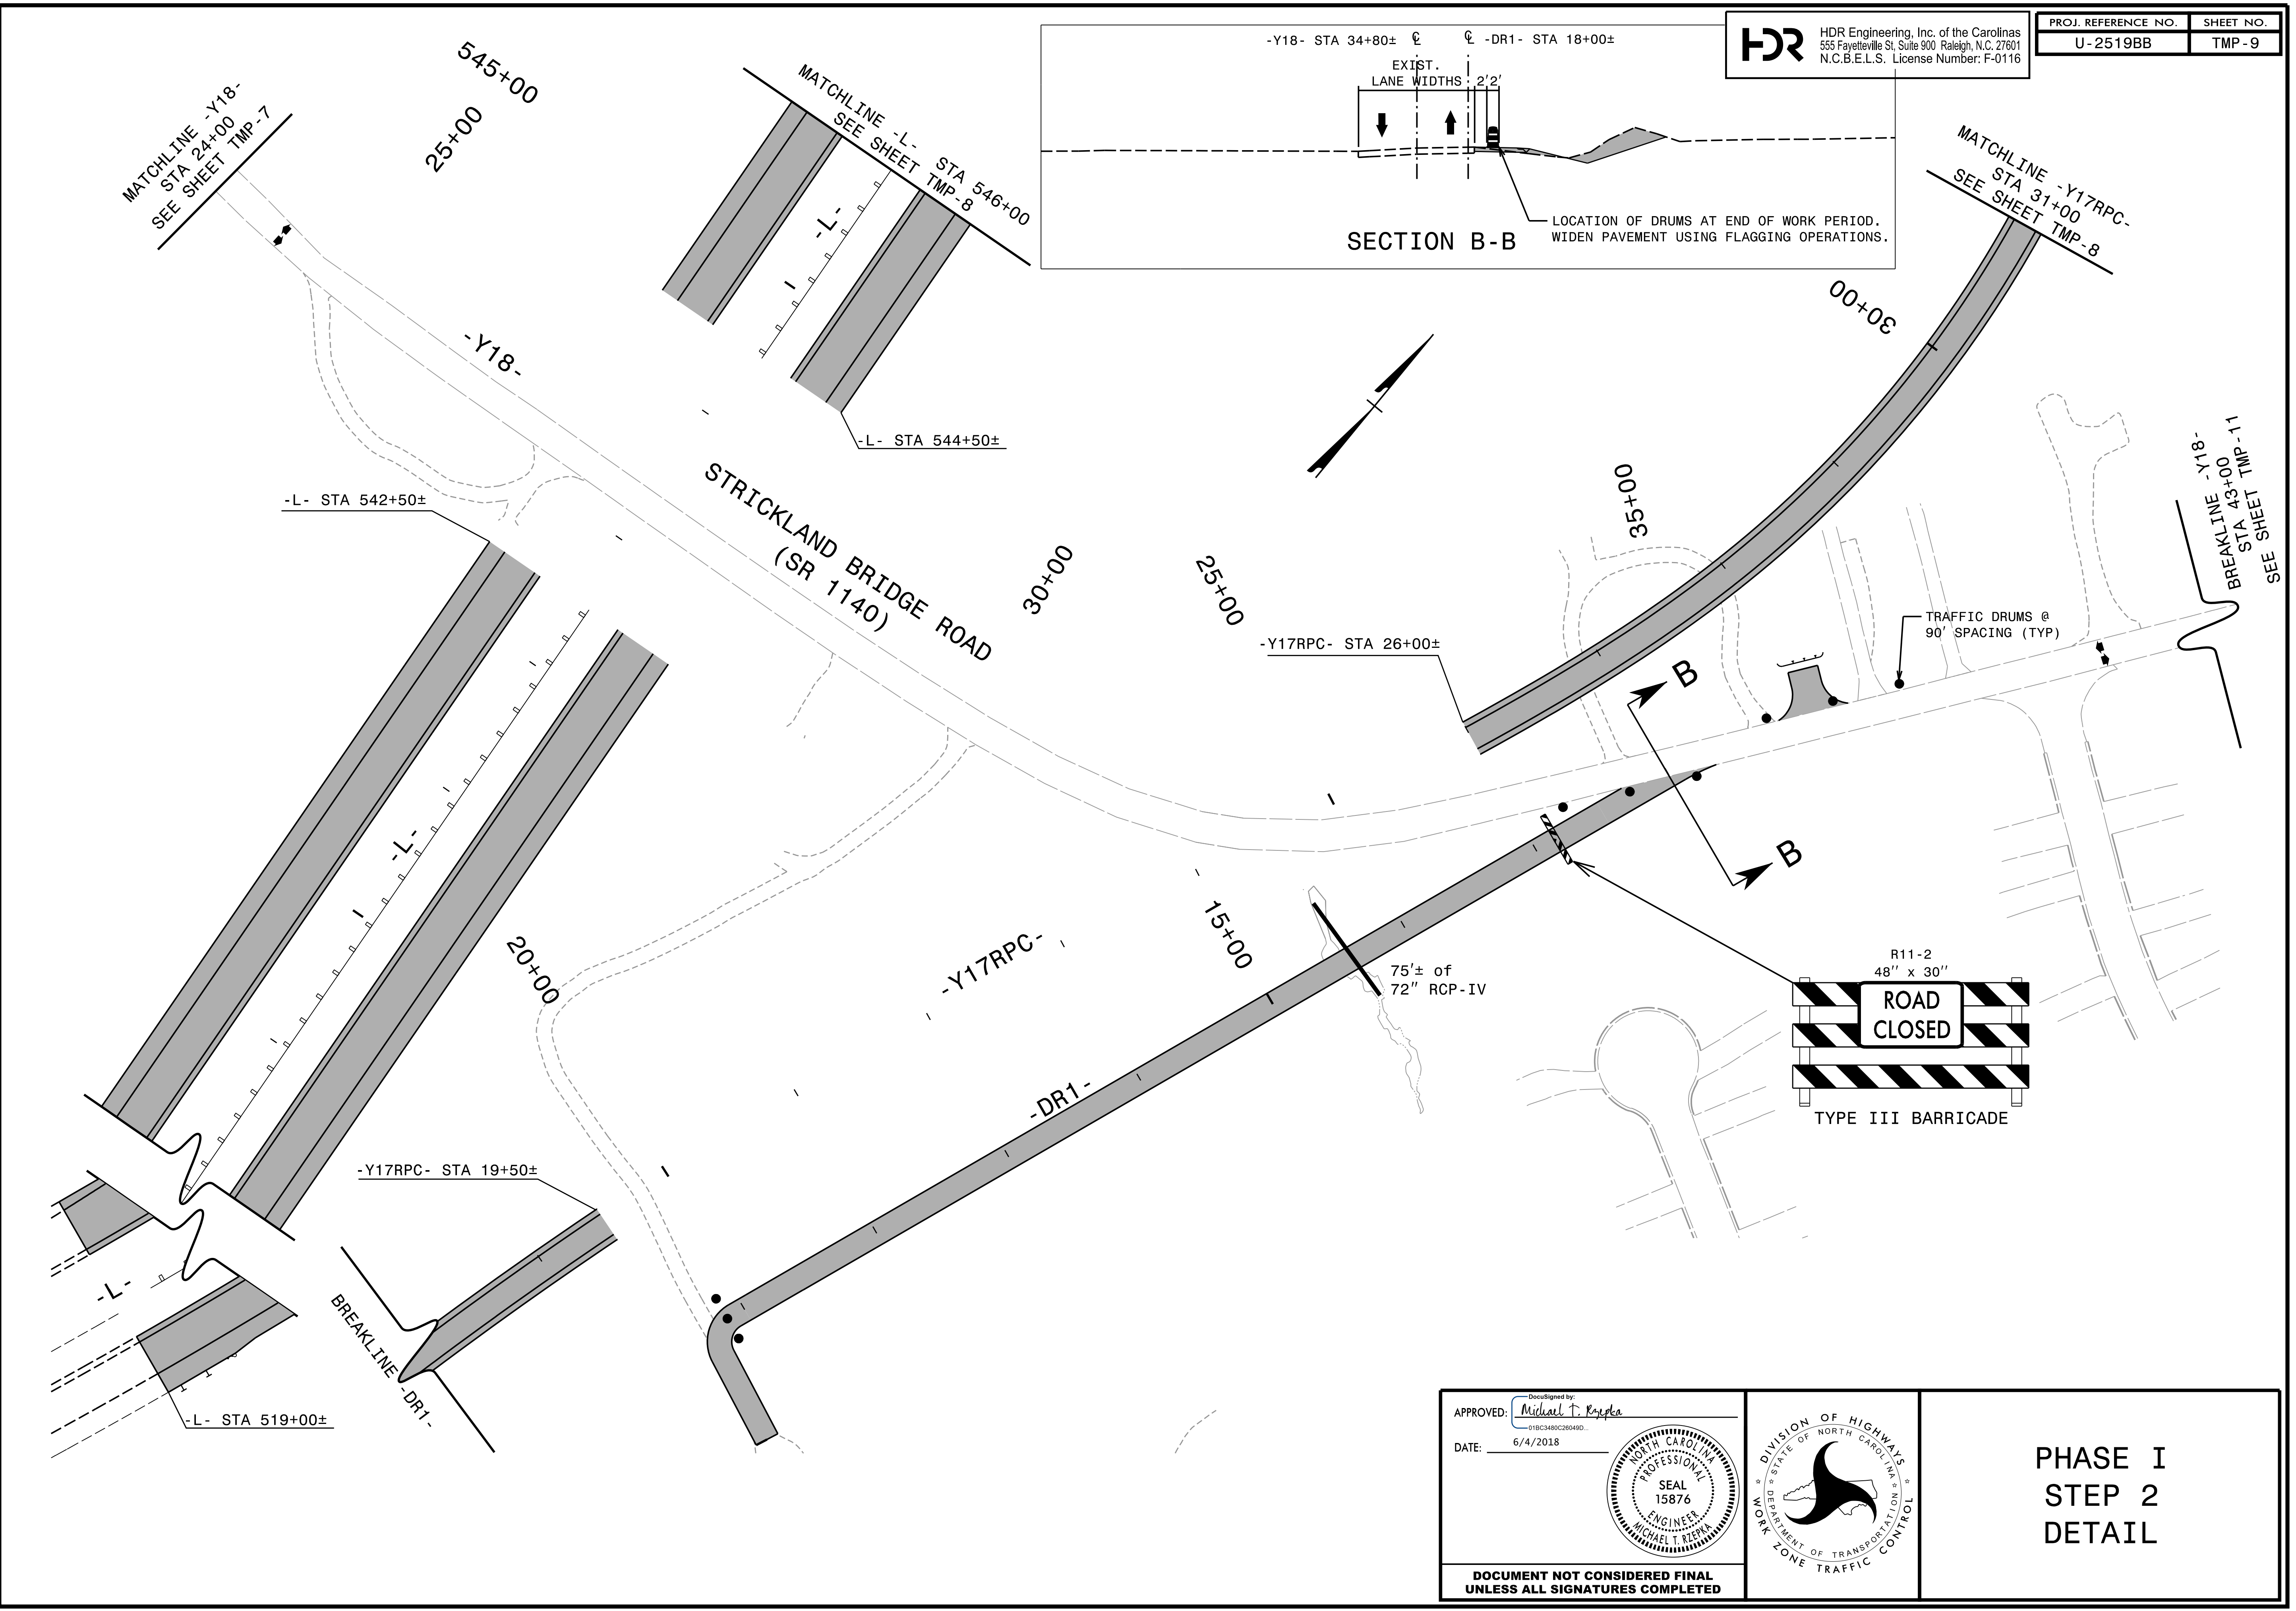 PROJ. REFERENCE NO.
SHEET NO.
U-2519BB
TMP-9
HDR
HDR Engineering, Inc. of the Carolinas
555 Fayetteville St, Suite 900 Raleigh, N.C. 27601
N.C.B.E.L.S. License Number: F-0116
-Y18- STA 34+80±
-DR1- STA 18+00±
EXIST.
LANE WIDTHS
2'
2'
LOCATION OF DRUMS AT END OF WORK PERIOD.
WIDEN PAVEMENT USING FLAGGING OPERATIONS.
SECTION B-B
MATCHLINE -Y18-
STA 24+00
SEE SHEET TMP-7
545+00
25+00
MATCHLINE -L- STA 546+00
SEE SHEET TMP-8
-L-
MATCHLINE -Y17RPC-
STA 31+00
SEE SHEET TMP-8
30+00
-Y18-
-L- STA 544+50±
-L- STA 542+50±
STRICKLAND BRIDGE ROAD
(SR 1140)
30+00
25+00
35+00
BREAKLINE -Y18-
STA 43+00
SEE SHEET TMP-11
TRAFFIC DRUMS @
90' SPACING (TYP)
-Y17RPC- STA 26+00±
B
B
-L-
20+00
-Y17RPC-
15+00
75'± of
72" RCP-IV
R11-2
48" x 30"
ROAD
CLOSED
TYPE III BARRICADE
-DR1-
-Y17RPC- STA 19+50±
-L-
BREAKLINE -DR1-
-L- STA 519+00±
APPROVED:
DocuSigned by:
Michael T. Rzepka
01BC3480C26049D...
DATE:
6/4/2018
NORTH CAROLINA
PROFESSIONAL
SEAL
15876
ENGINEER
MICHAEL T. RZEPKA
DOCUMENT NOT CONSIDERED FINAL
UNLESS ALL SIGNATURES COMPLETED
DIVISION OF HIGHWAYS
STATE OF NORTH CAROLINA
DEPARTMENT OF TRANSPORTATION
WORK ZONE TRAFFIC CONTROL
PHASE I
STEP 2
DETAIL